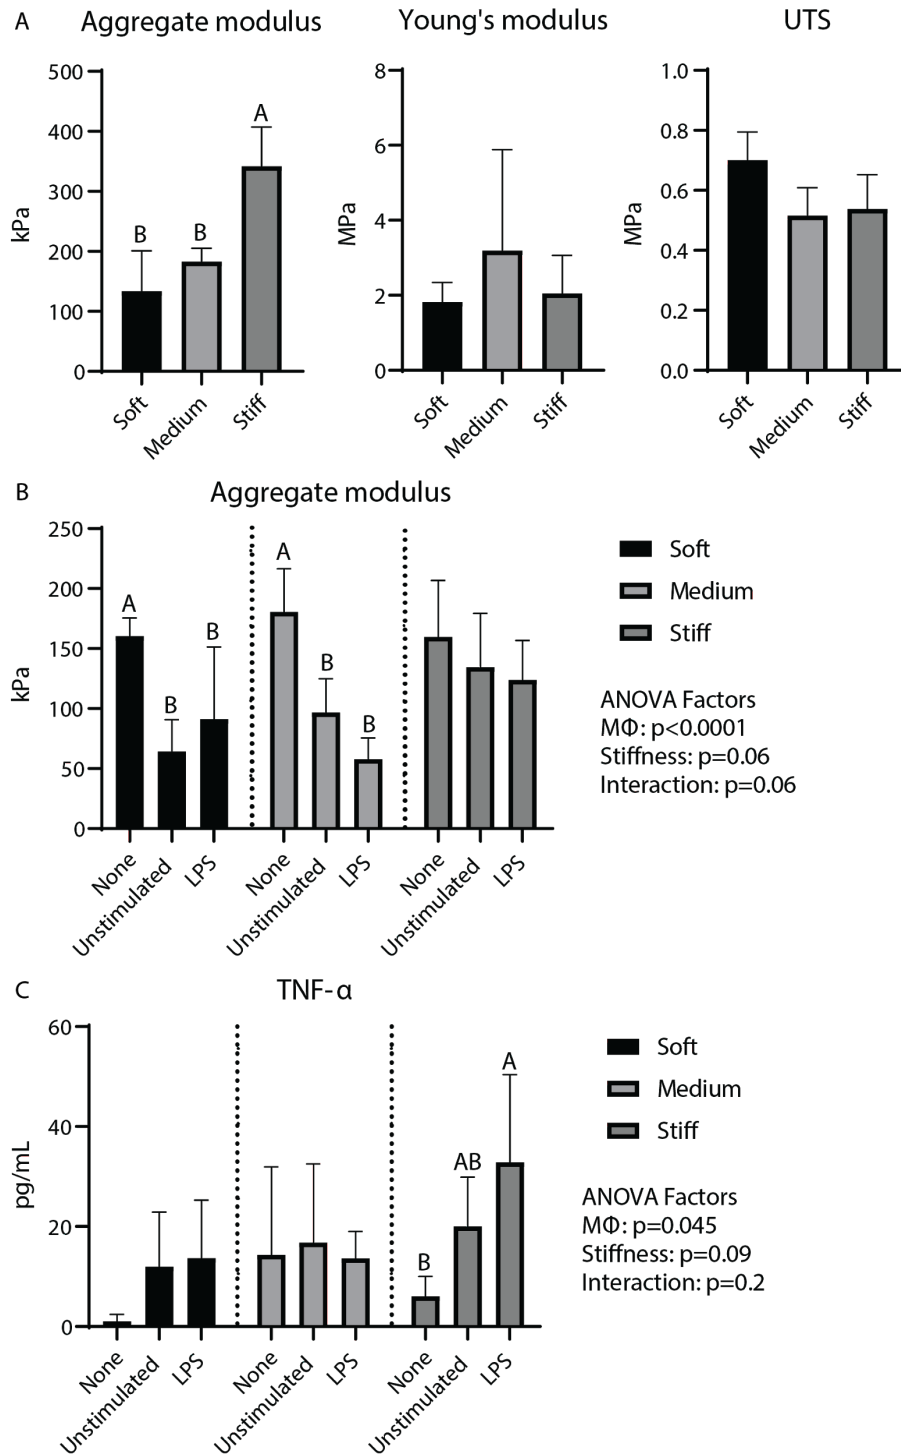 A
Aggregate modulus
Young's modulus
UTS
500
400
300
200
100
0
kPa
B
B
A
Soft
Medium
Stiff
8
6
4
2
0
MPa
Soft
Medium
Stiff
1.0
0.8
0.6
0.4
0.2
0.0
MPa
Soft
Medium
Stiff
B
Aggregate modulus
250
200
150
100
50
0
kPa
A
B
B
A
B
B
None
Unstimulated
LPS
None
Unstimulated
LPS
None
Unstimulated
LPS
Soft
Medium
Stiff
ANOVA Factors
MΦ: p<0.0001
Stiffness: p=0.06
Interaction: p=0.06
C
TNF-α
60
40
20
0
pg/mL
B
AB
A
None
Unstimulated
LPS
None
Unstimulated
LPS
None
Unstimulated
LPS
Soft
Medium
Stiff
ANOVA Factors
MΦ: p=0.045
Stiffness: p=0.09
Interaction: p=0.2